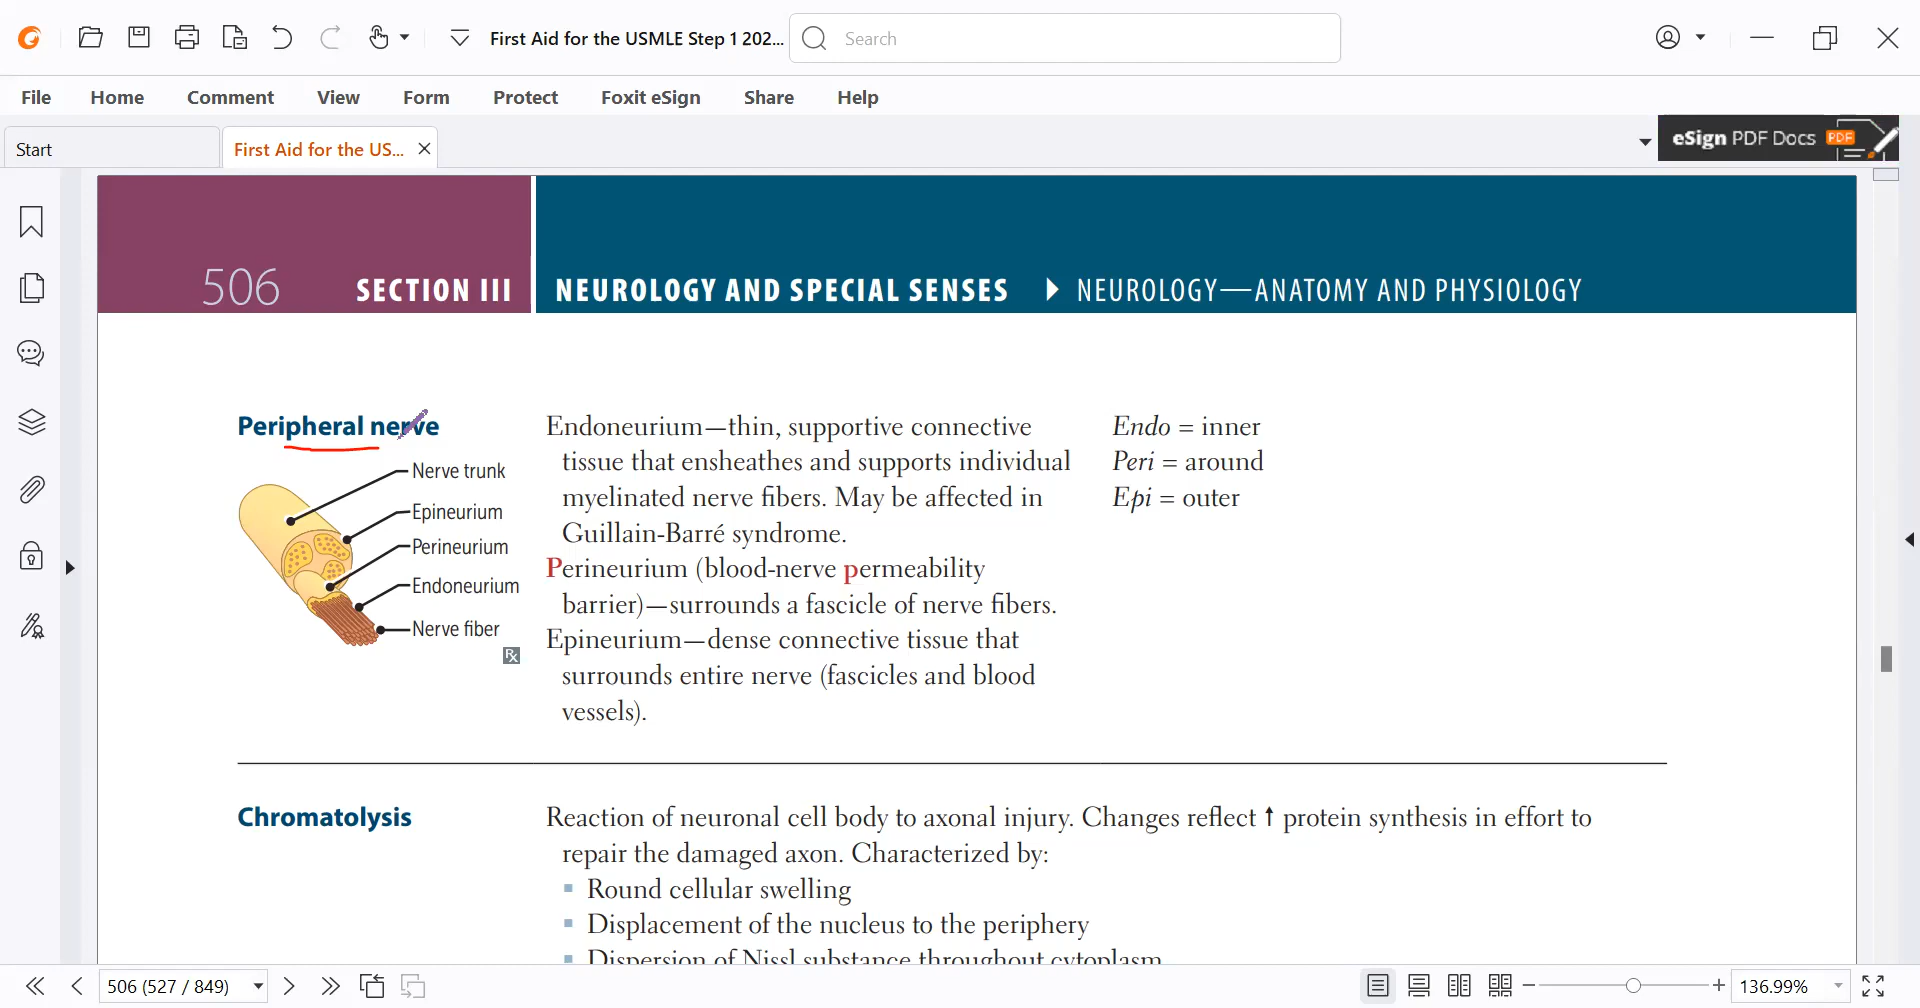 First Aid for the USMLE Step 1 202...
Search
File Home Comment View Form Protect Foxit eSign Share Help
Start
First Aid for the US...
eSign PDF Docs PDF
506 SECTION III NEUROLOGY AND SPECIAL SENSES ▶ NEUROLOGY—ANATOMY AND PHYSIOLOGY
Peripheral nerve
Nerve trunk
Epineurium
Perineurium
Endoneurium
Nerve fiber
Rx
Endoneurium—thin, supportive connective
tissue that ensheathes and supports individual
myelinated nerve fibers. May be affected in
Guillain-Barré syndrome.
Perineurium (blood-nerve permeability
barrier)—surrounds a fascicle of nerve fibers.
Epineurium—dense connective tissue that
surrounds entire nerve (fascicles and blood
vessels).
Endo = inner
Peri = around
Epi = outer
Chromatolysis
Reaction of neuronal cell body to axonal injury. Changes reflect ↑ protein synthesis in effort to
repair the damaged axon. Characterized by:
▪ Round cellular swelling
▪ Displacement of the nucleus to the periphery
▪ Dispersion of Nissl substance throughout cytoplasm
506 (527 / 849)
136.99%